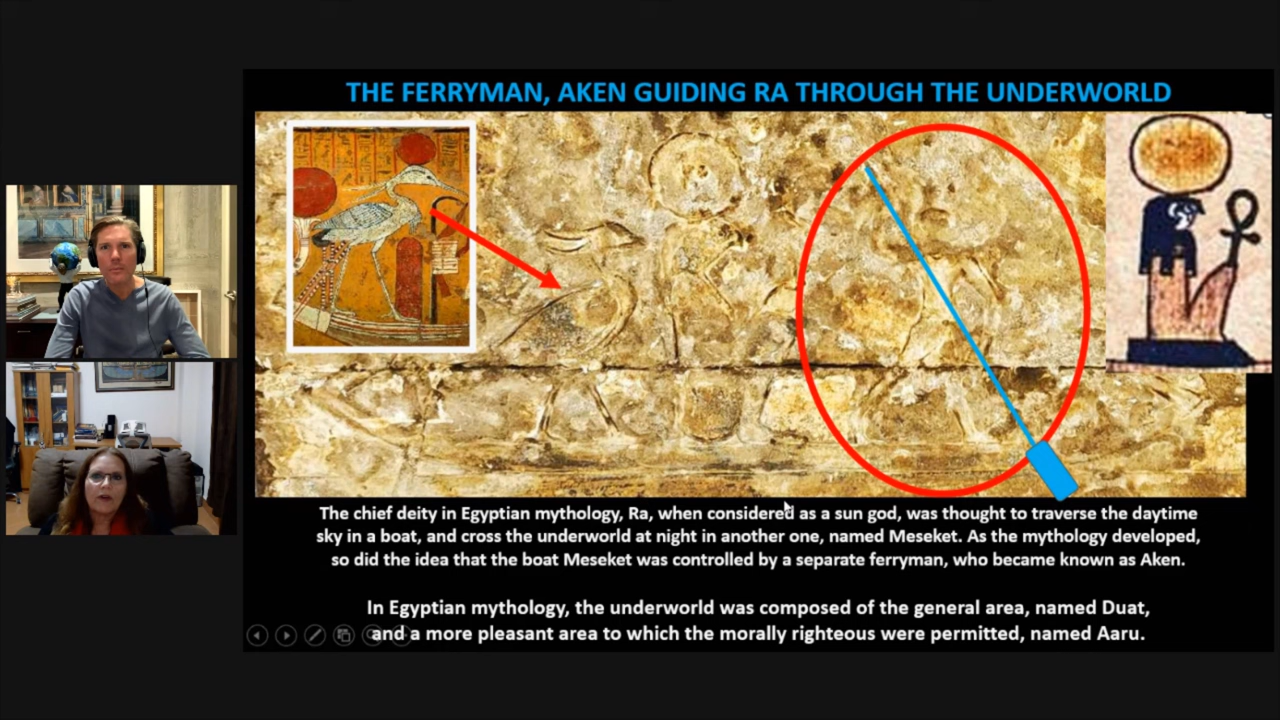 THE FERRYMAN, AKEN GUIDING RA THROUGH THE UNDERWORLD
The chief deity in Egyptian mythology, Ra, when considered as a sun god, was thought to traverse the daytime
sky in a boat, and cross the underworld at night in another one, named Meseket. As the mythology developed,
so did the idea that the boat Meseket was controlled by a separate ferryman, who became known as Aken.
In Egyptian mythology, the underworld was composed of the general area, named Duat,
and a more pleasant area to which the morally righteous were permitted, named Aaru.